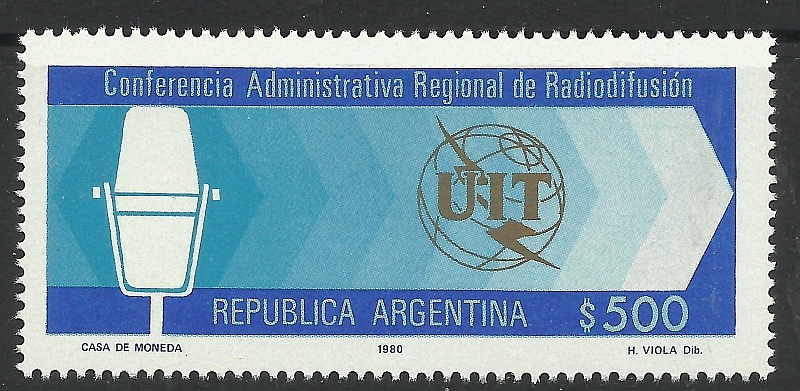 Conferencia Administrativa Regional de Radiodifusión
UIT
REPUBLICA ARGENTINA $500
CASA DE MONEDA 1980 H. VIOLA Dib.